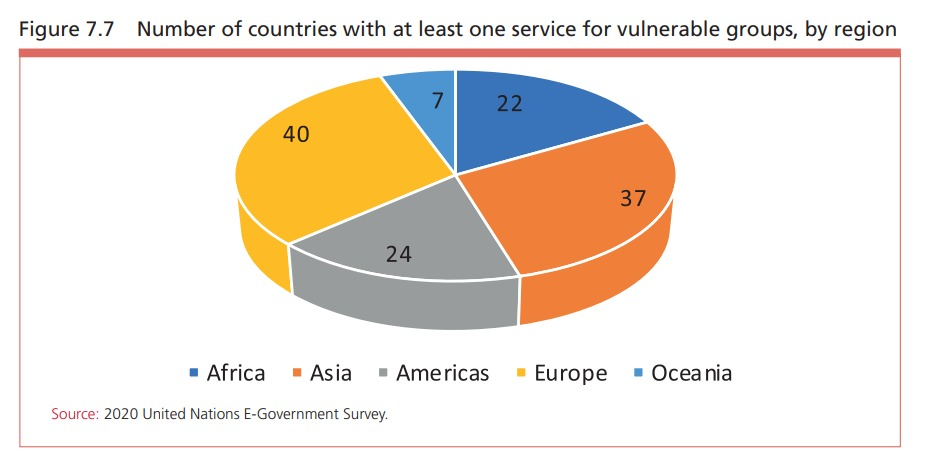 Figure 7.7 Number of countries with at least one service for vulnerable groups, by region
7
22
40
37
24
Africa Asia Americas Europe Oceania
Source: 2020 United Nations E-Government Survey.